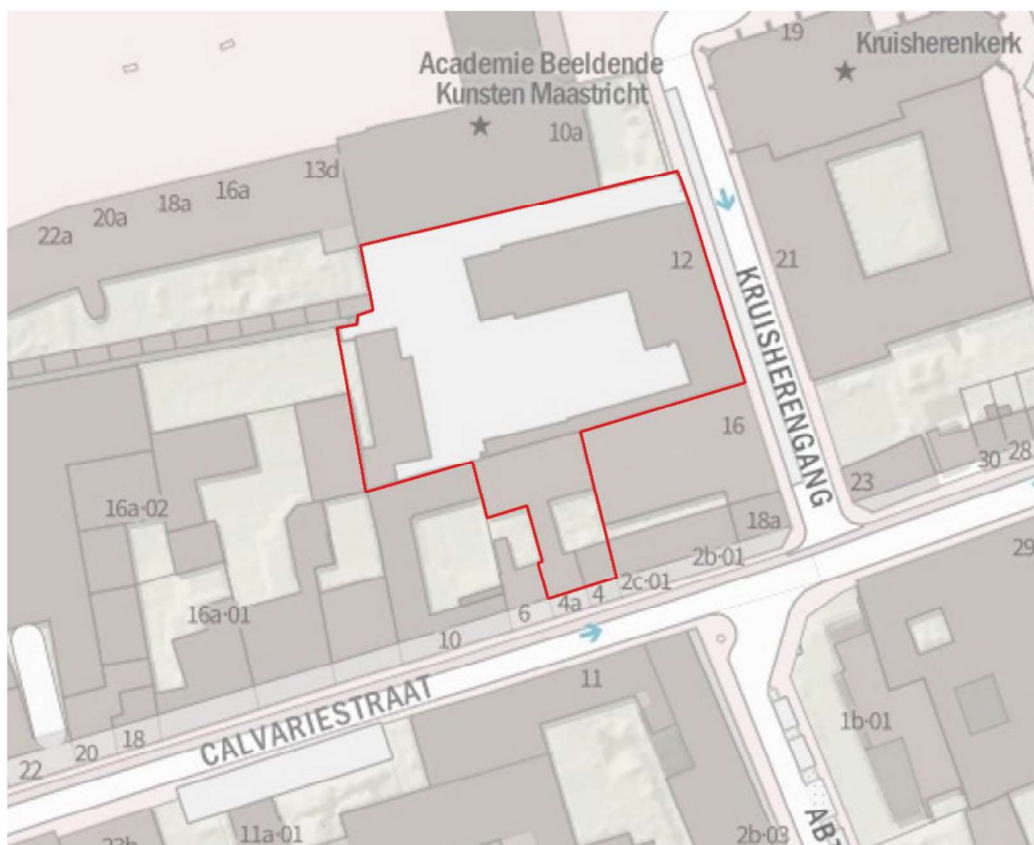 19
Kruisherenkerk
Academie Beeldende
Kunsten Maastricht
10a
13d
16a
18a
20a
22a
12
21
KRUISHERENGANG
16
23
30
28
29
16a-02
18a
2b-01
2c-01
4
4a
6
16a-01
10
11
CALVARIESTRAAT
18
20
22
1b-01
11a-01
2b-03